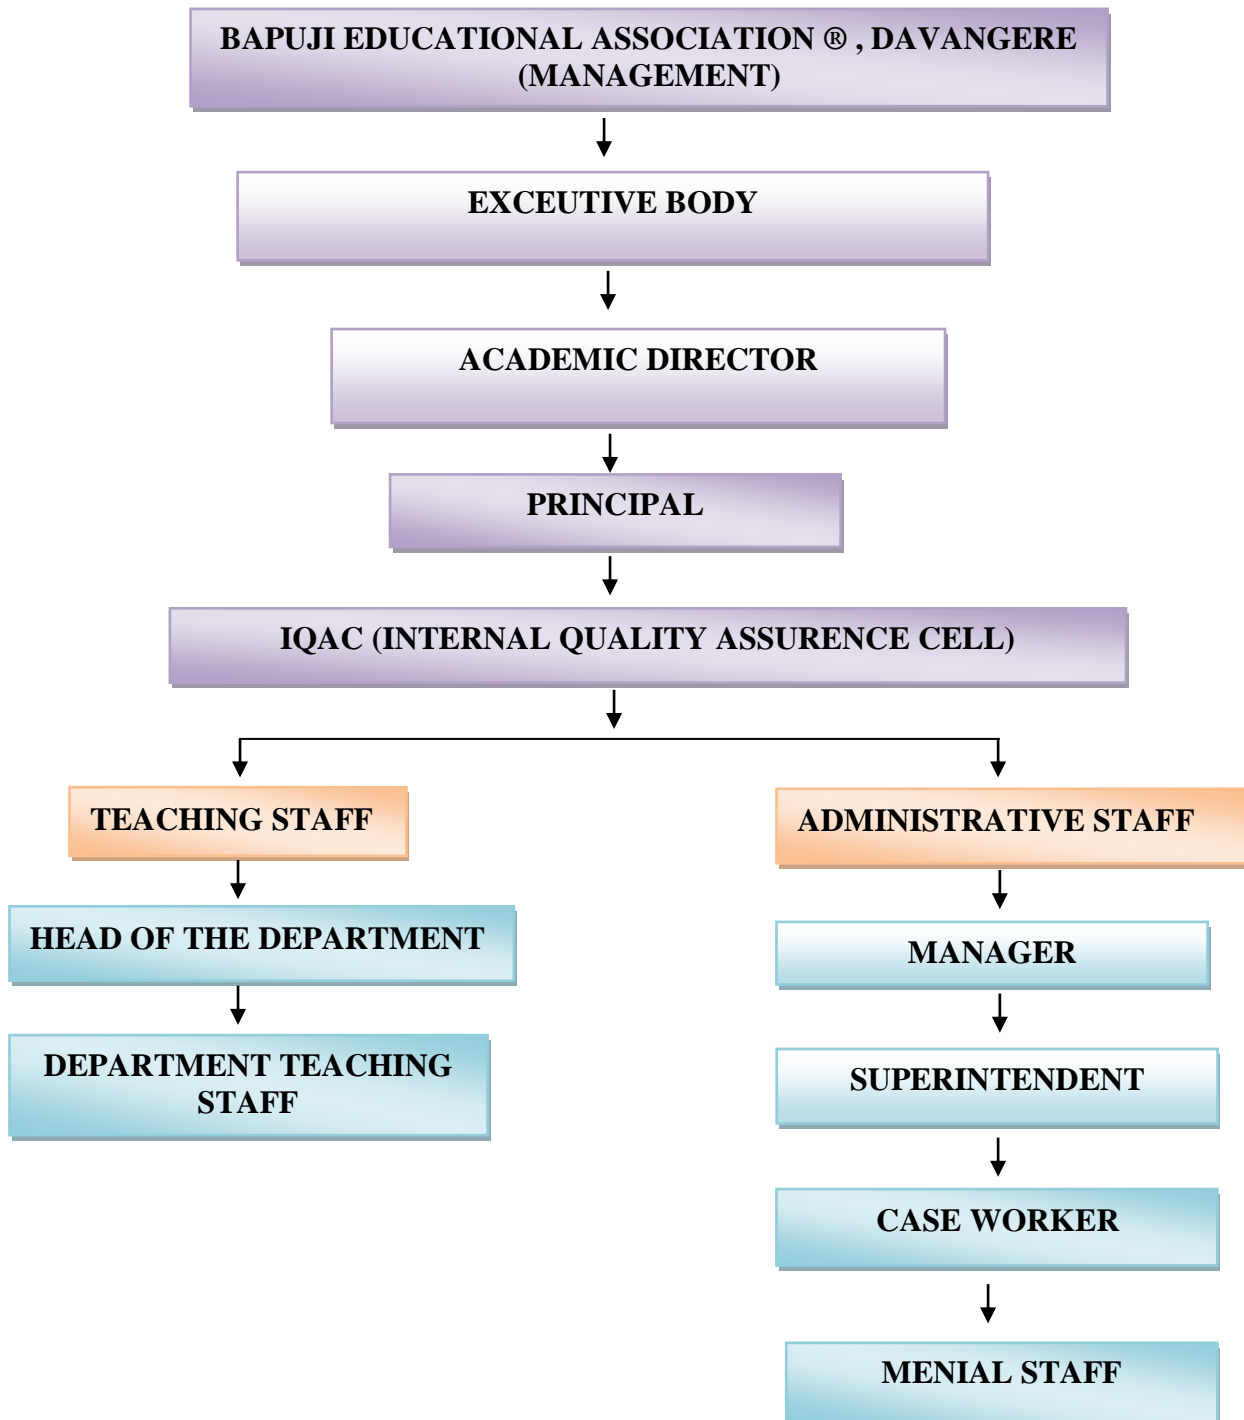 BAPUJI EDUCATIONAL ASSOCIATION ® , DAVANGERE
(MANAGEMENT)
EXCEUTIVE BODY
ACADEMIC DIRECTOR
PRINCIPAL
IQAC (INTERNAL QUALITY ASSURENCE CELL)
TEACHING STAFF
HEAD OF THE DEPARTMENT
DEPARTMENT TEACHING
STAFF
ADMINISTRATIVE STAFF
MANAGER
SUPERINTENDENT
CASE WORKER
MENIAL STAFF